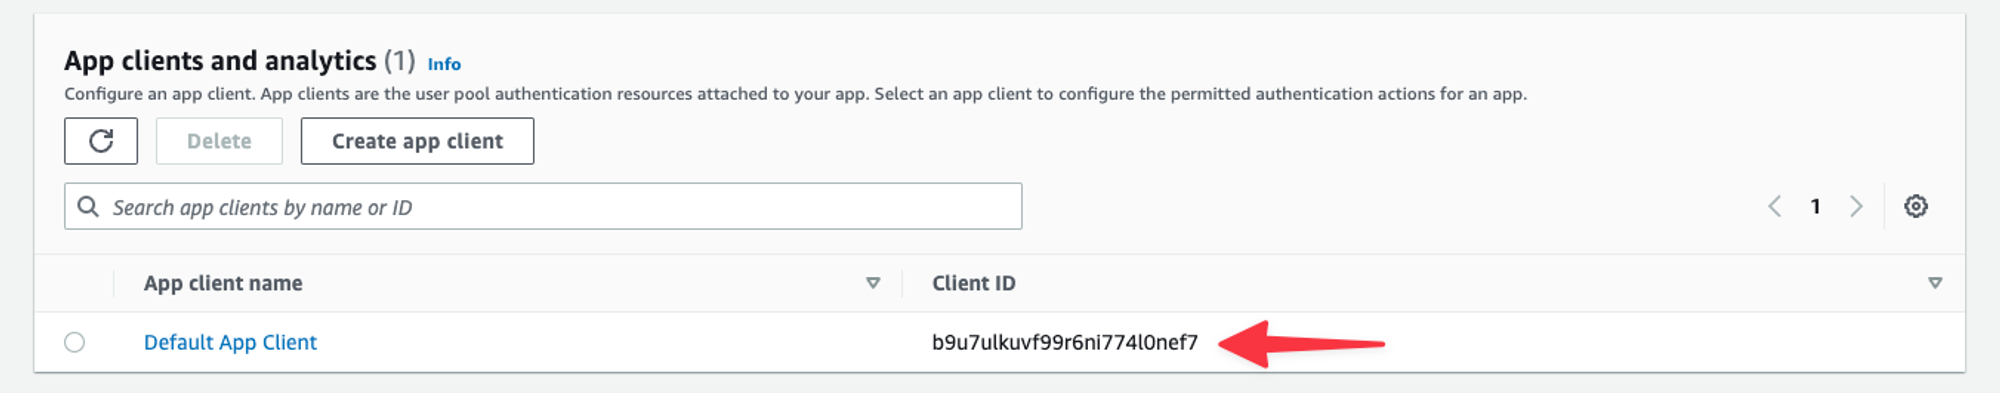 App clients and analytics (1) Info
Configure an app client. App clients are the user pool authentication resources attached to your app. Select an app client to configure the permitted authentication actions for an app.
Delete Create app client
Search app clients by name or ID 1
App client name Client ID
Default App Client b9u7ulkuvf99r6ni774l0nef7